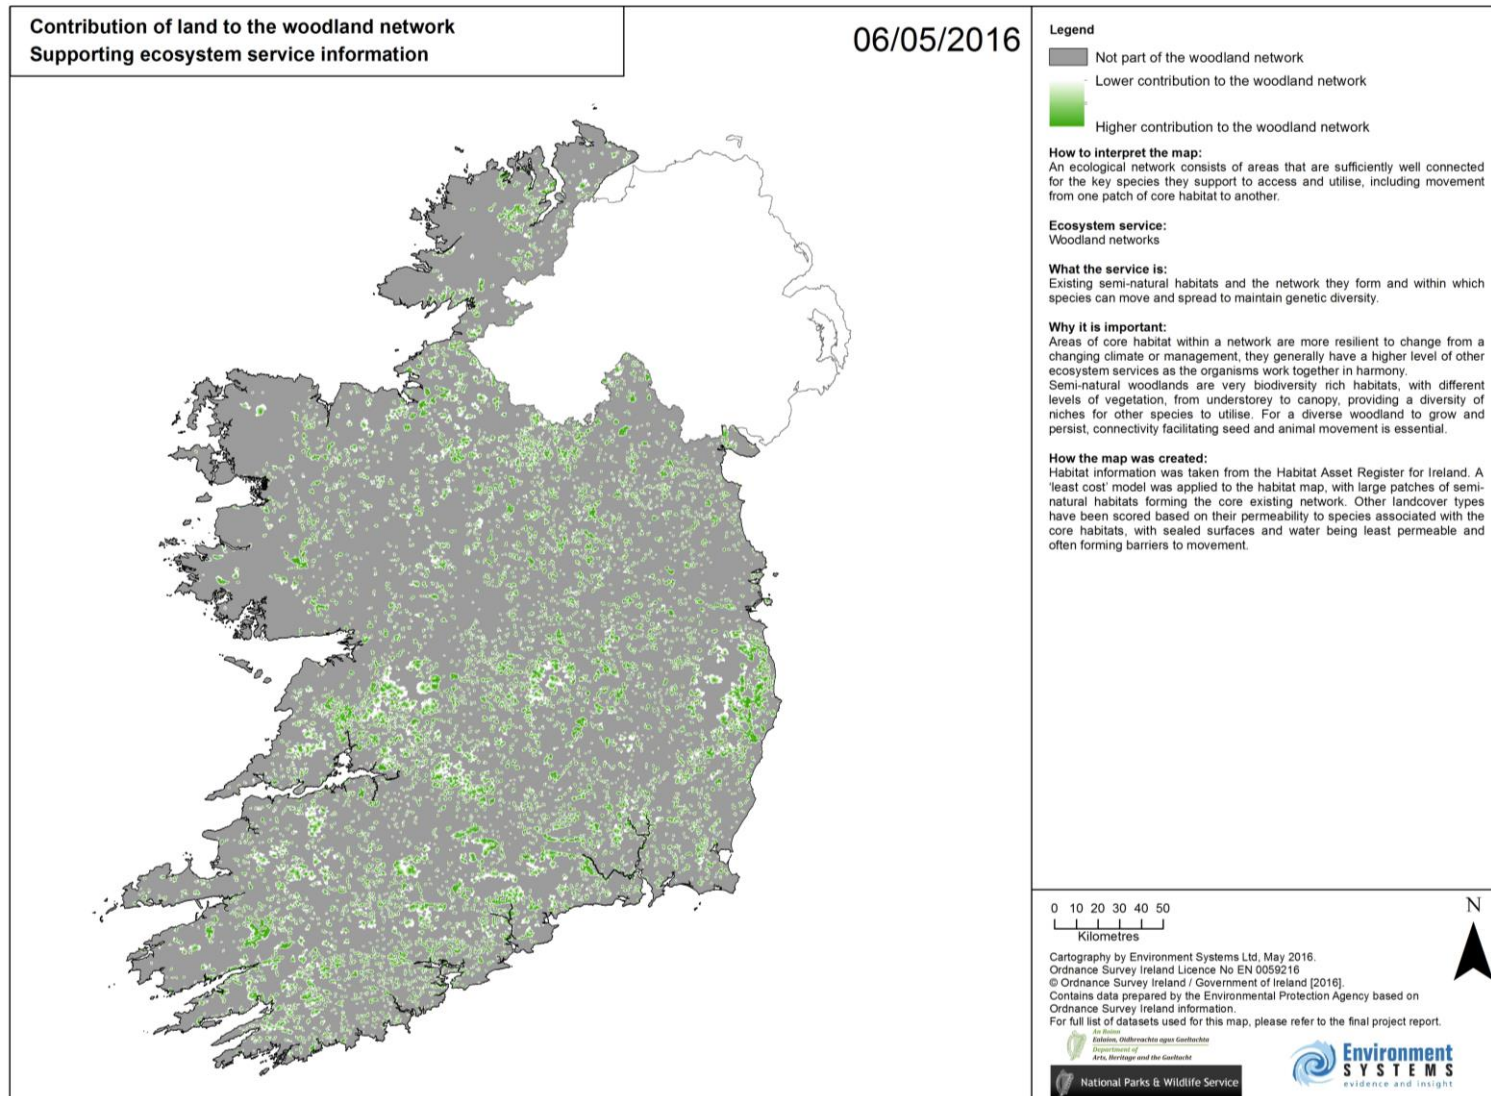 Contribution of land to the woodland network
Supporting ecosystem service information
06/05/2016
Legend
Not part of the woodland network
Lower contribution to the woodland network
Higher contribution to the woodland network
How to interpret the map:
An ecological network consists of areas that are sufficiently well connected
for the key species they support to access and utilise, including movement
from one patch of core habitat to another.
Ecosystem service:
Woodland networks
What the service is:
Existing semi-natural habitats and the network they form and within which
species can move and spread to maintain genetic diversity.
Why it is important:
Areas of core habitat within a network are more resilient to change from a
changing climate or management, they generally have a higher level of other
ecosystem services as the organisms work together in harmony.
Semi-natural woodlands are very biodiversity rich habitats, with different
levels of vegetation, from understorey to canopy, providing a diversity of
niches for other species to utilise. For a diverse woodland to grow and
persist, connectivity facilitating seed and animal movement is essential.
How the map was created:
Habitat information was taken from the Habitat Asset Register for Ireland. A
'least cost' model was applied to the habitat map, with large patches of semi-
natural habitats forming the core existing network. Other landcover types
have been scored based on their permeability to species associated with the
core habitats, with sealed surfaces and water being least permeable and
often forming barriers to movement.
0 10 20 30 40 50
Kilometres
N
Cartography by Environment Systems Ltd, May 2016.
Ordnance Survey Ireland Licence No EN 0059216
© Ordnance Survey Ireland / Government of Ireland [2016].
Contains data prepared by the Environmental Protection Agency based on
Ordnance Survey Ireland information.
For full list of datasets used for this map, please refer to the final project report.
An Roinn
Ealaíon, Oidhreachta agus Gaeltachta
Department of
Arts, Heritage and the Gaeltacht
National Parks & Wildlife Service
Environment
SYSTEMS
evidence and insight